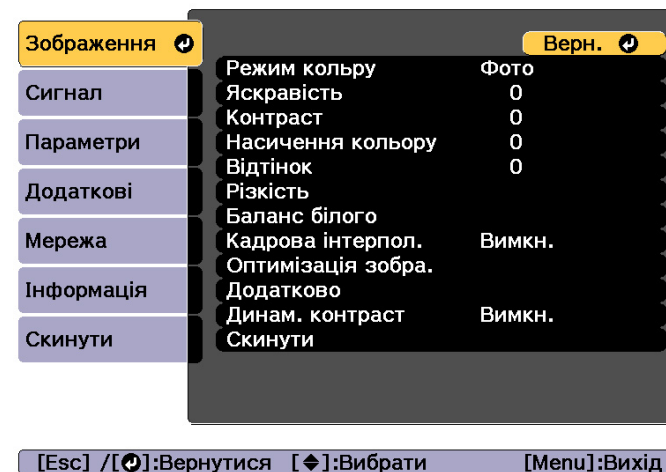 Зображення
Верн.
Режим кольру Фото
Яскравість 0
Сигнал
Контраст 0
Насичення кольору 0
Параметри
Відтінок 0
Різкість
Додаткові
Баланс білого
Кадрова інтерпол. Вимкн.
Мережа
Оптимізація зобра.
Додатково
Інформація
Динам. контраст Вимкн.
Скинути
Скинути
[Esc] /[]:Вернутися []:Вибрати [Menu]:Вихід